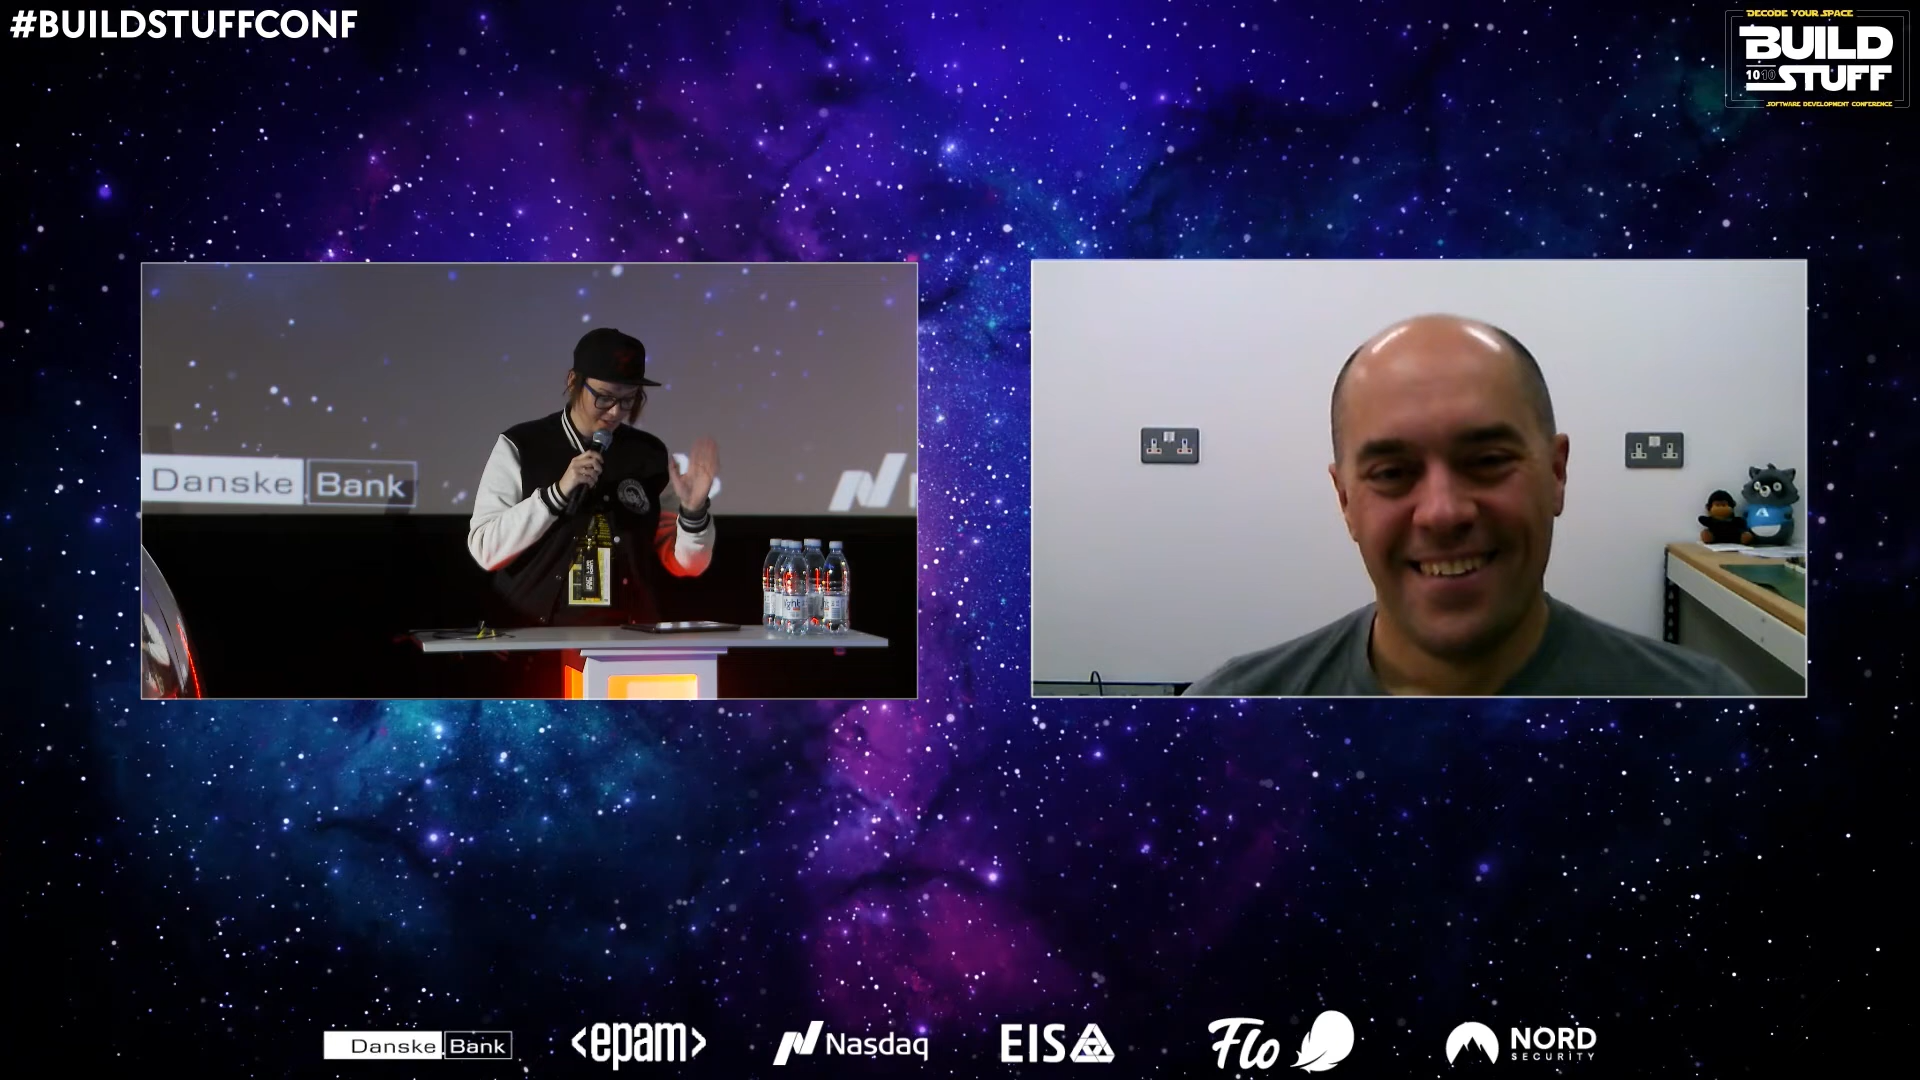 #BUILDSTUFFCONF
DECODE YOUR SPACE
BUILD
1010 STUFF
SOFTWARE DEVELOPMENT CONFERENCE
Danske Bank
Danske Bank
<epam>
Nasdaq
EIS
Flo
NORD
SECURITY